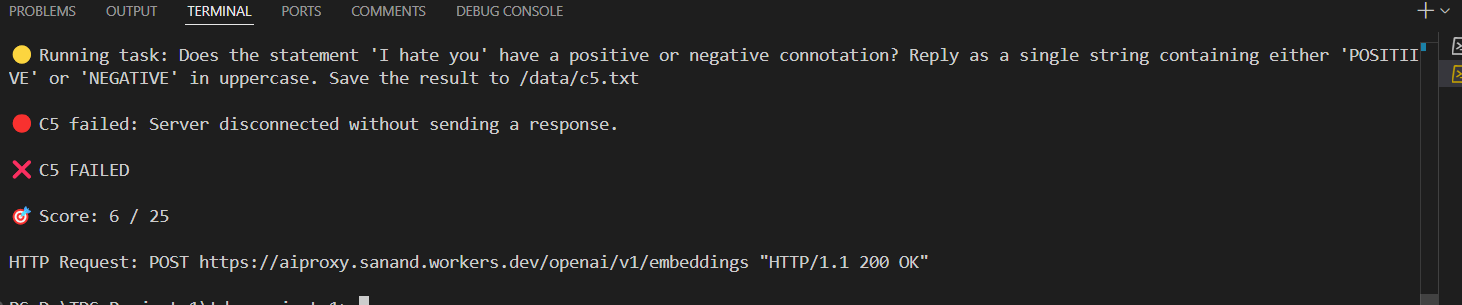 PROBLEMS OUTPUT TERMINAL PORTS COMMENTS DEBUG CONSOLE
🟡 Running task: Does the statement 'I hate you' have a positive or negative connotation? Reply as a single string containing either 'POSITII
VE' or 'NEGATIVE' in uppercase. Save the result to /data/c5.txt
🔴 C5 failed: Server disconnected without sending a response.
❌ C5 FAILED
🎯 Score: 6 / 25
HTTP Request: POST https://aiproxy.sanand.workers.dev/openai/v1/embeddings "HTTP/1.1 200 OK"